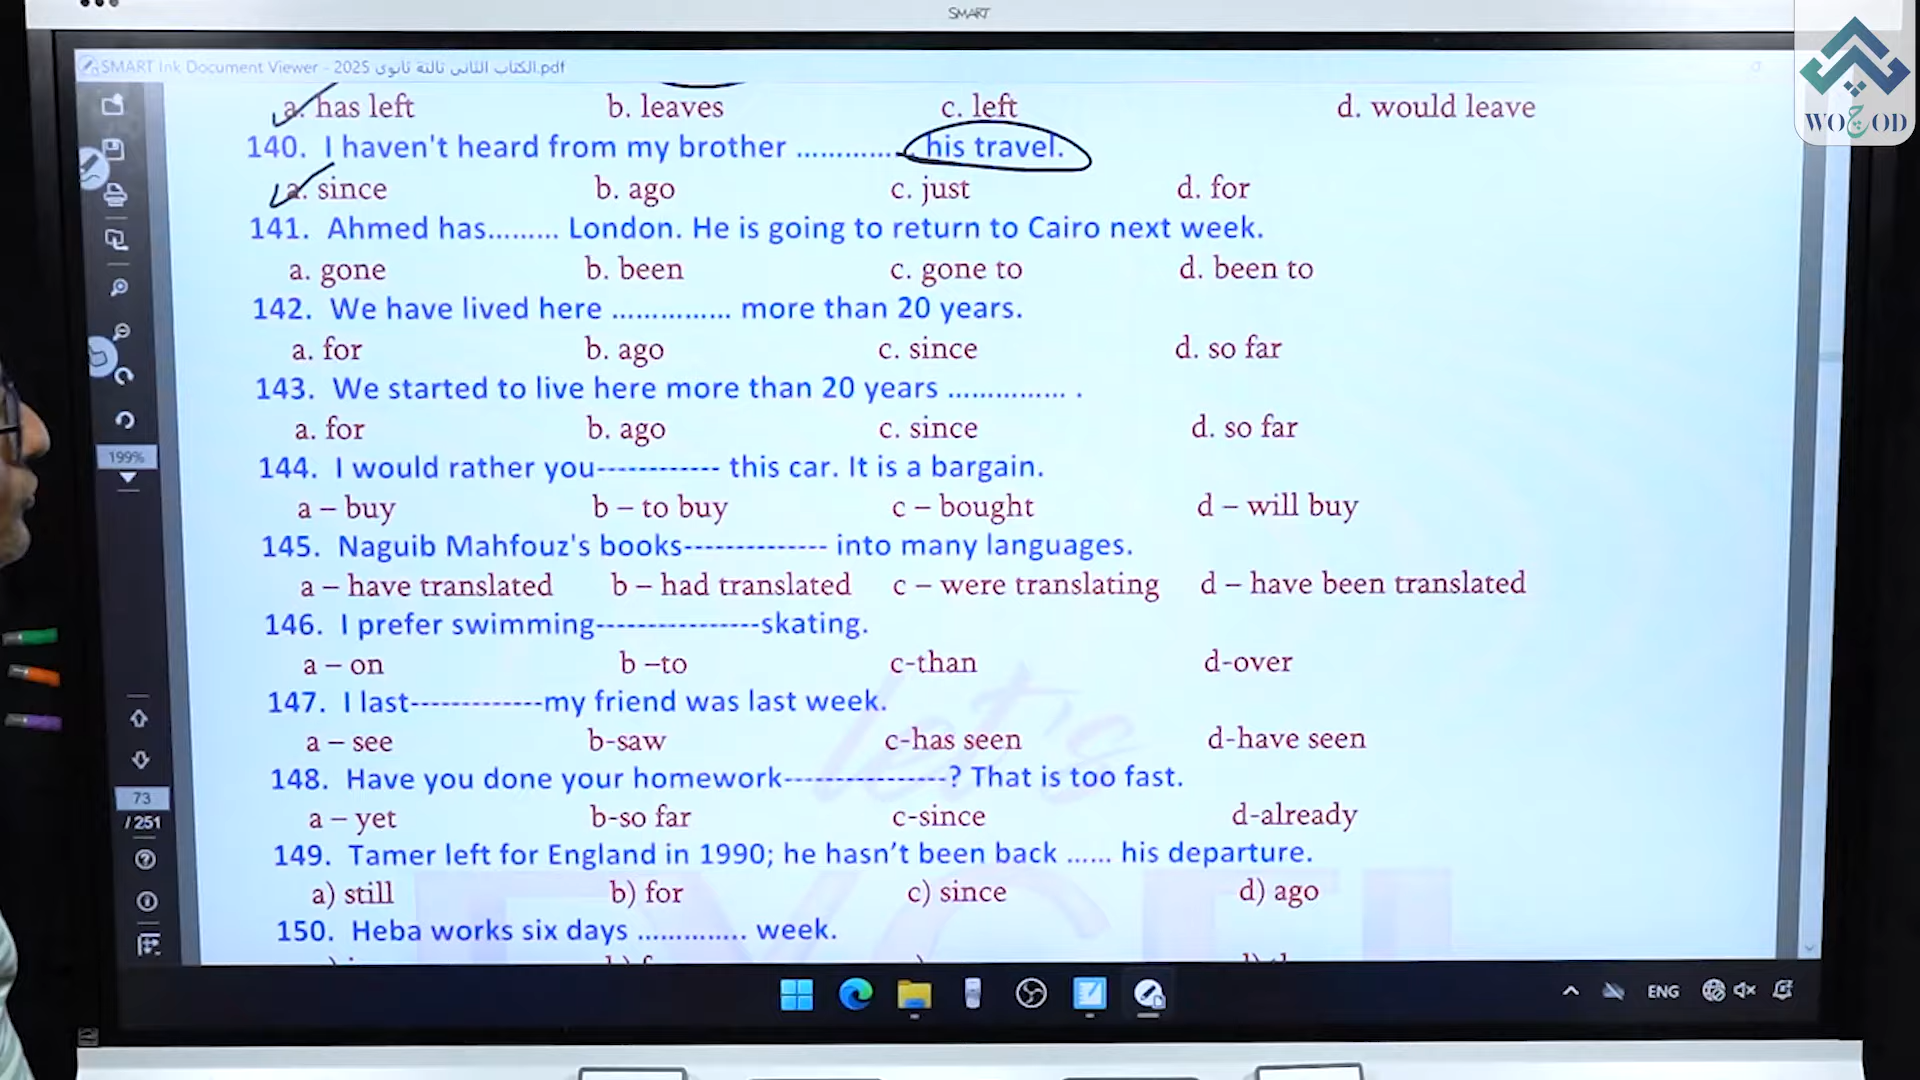 SMART
SMART Ink Document Viewer - 2025 الكتاب الثانى ثالثة ثانوى.pdf
WOجOD
a. has left b. leaves c. left d. would leave
140. I haven't heard from my brother .............. his travel.
a. since b. ago c. just d. for
141. Ahmed has......... London. He is going to return to Cairo next week.
a. gone b. been c. gone to d. been to
142. We have lived here ............... more than 20 years.
a. for b. ago c. since d. so far
143. We started to live here more than 20 years ............... .
a. for b. ago c. since d. so far
199%
144. I would rather you------------ this car. It is a bargain.
a – buy b – to buy c – bought d – will buy
145. Naguib Mahfouz's books-------------- into many languages.
a – have translated b – had translated c – were translating d – have been translated
146. I prefer swimming----------------skating.
a – on b –to c-than d-over
147. I last-------------my friend was last week.
a – see b-saw c-has seen d-have seen
148. Have you done your homework----------------? That is too fast.
73
/ 251
a – yet b-so far c-since d-already
149. Tamer left for England in 1990; he hasn’t been back ...... his departure.
a) still b) for c) since d) ago
150. Heba works six days .............. week.
let's
EXCEL
ENG